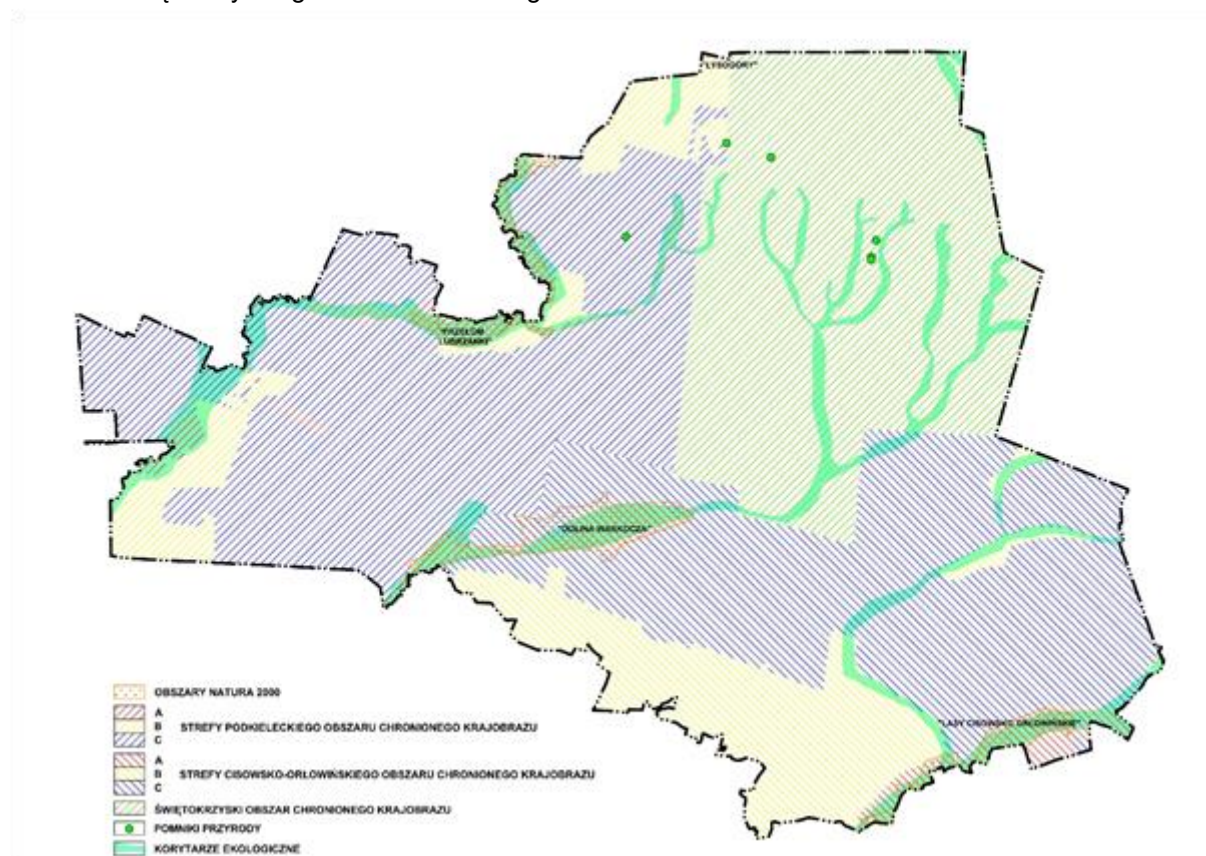 "ŁYSOGÓRY"
"PRZEŁOM
LUBRZANKI"
"DOLINA WARKOCZA"
"LASY CISOWSKO ORŁOWIŃSKIE"
OBSZARY NATURA 2000
A
B STREFY PODKIELECKIEGO OBSZARU CHRONIONEGO KRAJOBRAZU
C
A
B STREFY CISOWSKO-ORŁOWIŃSKIEGO OBSZARU CHRONIONEGO KRAJOBRAZU
C
ŚWIĘTOKRZYSKI OBSZAR CHRONIONEGO KRAJOBRAZU
POMNIKI PRZYRODY
KORYTARZE EKOLOGICZNE